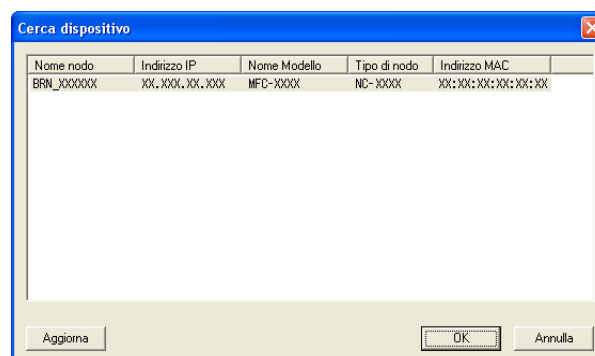 Cerca dispositivo
Nome nodo Indirizzo IP Nome Modello Tipo di nodo Indirizzo MAC
BRN_XXXXXX XX.XXX.XX.XXX MFC-XXXX NC-XXXX XX:XX:XX:XX:XX:XX
Aggiorna OK Annulla